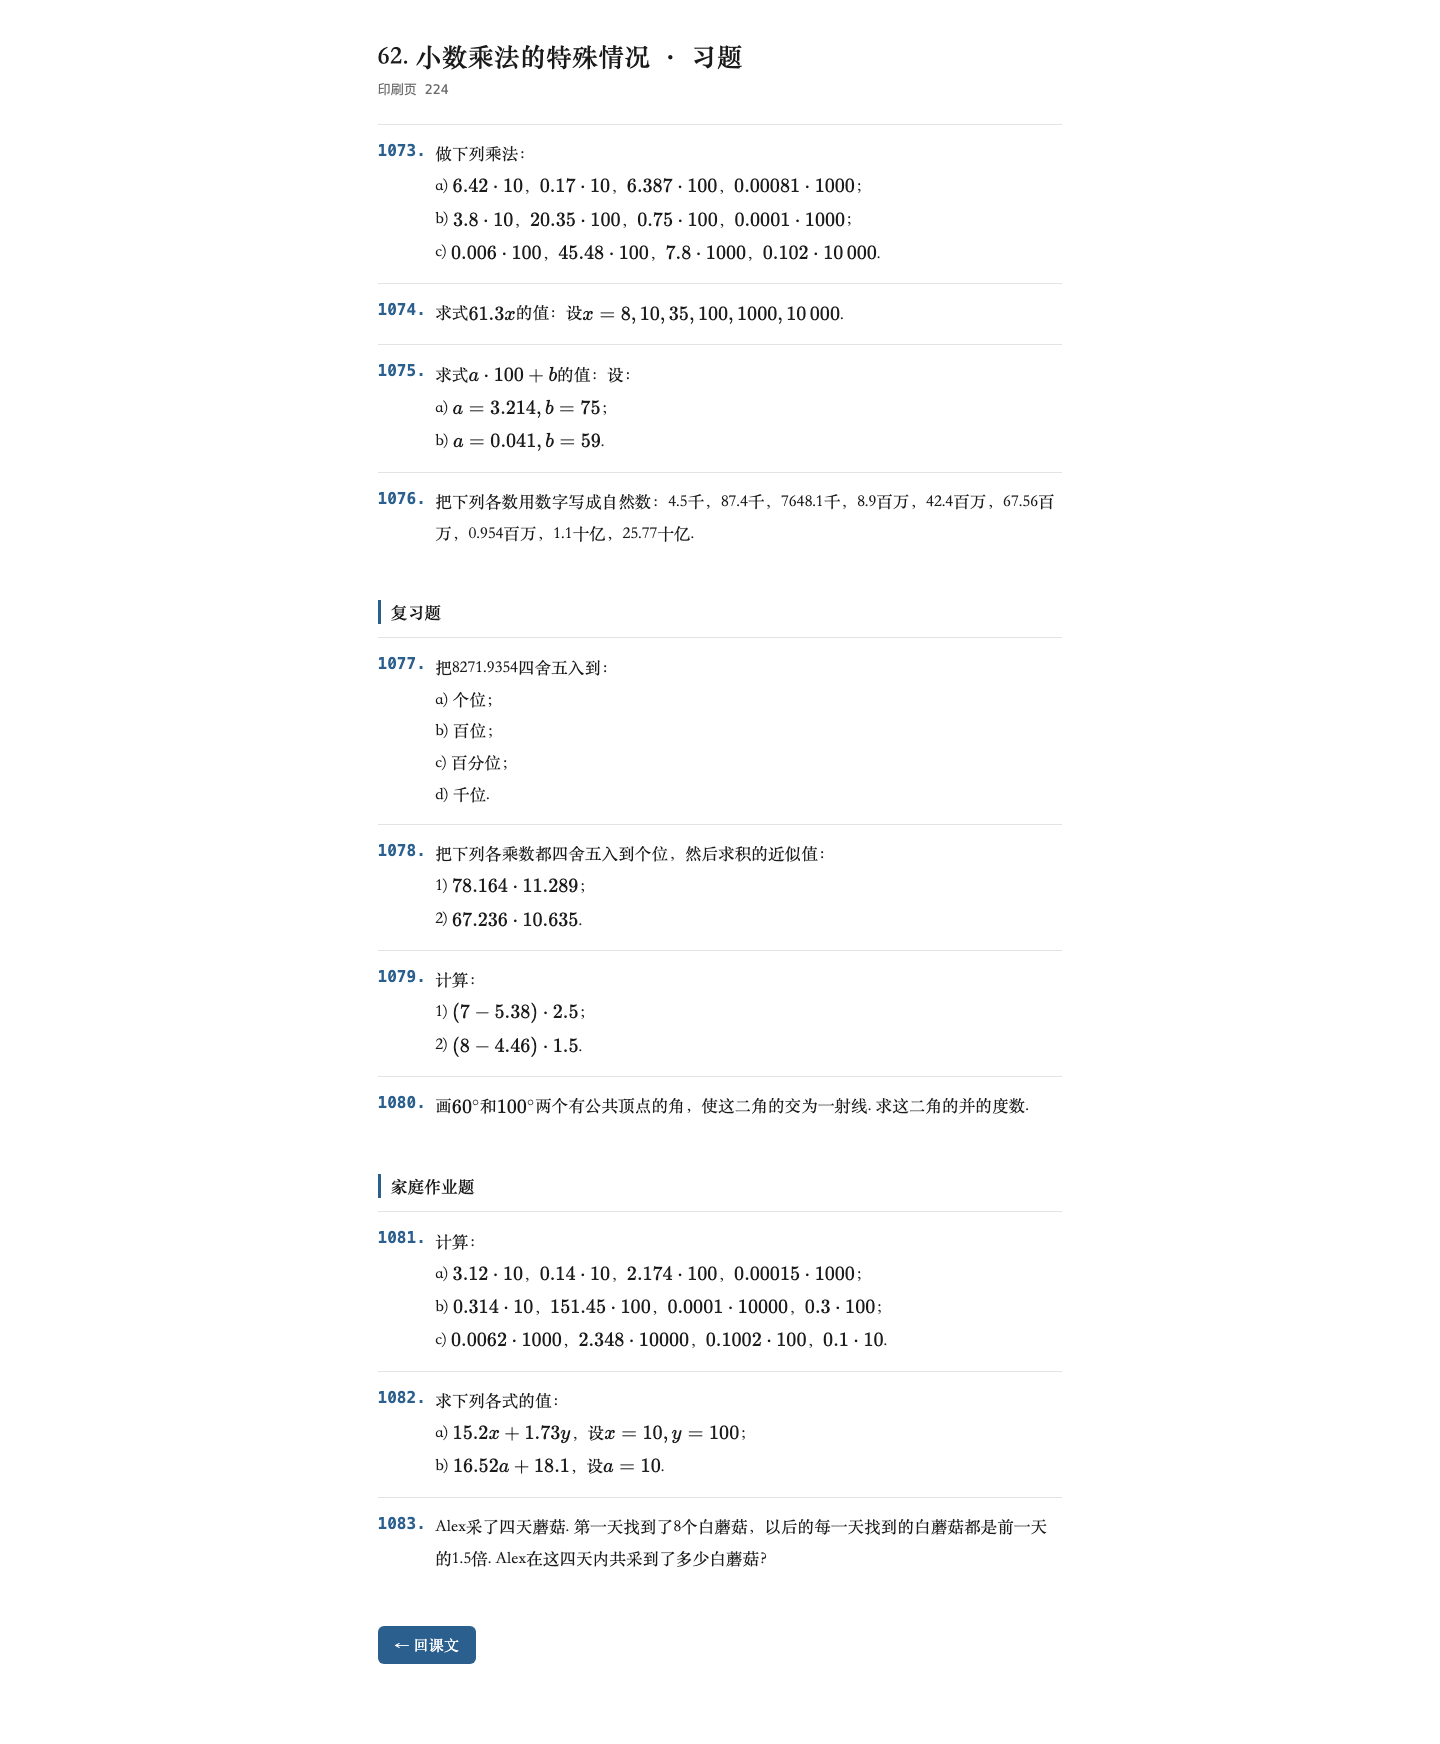 62. 小数乘法的特殊情况 · 习题
印刷页 224
1073. 做下列乘法：
a) 6.42 · 10，0.17 · 10，6.387 · 100，0.00081 · 1000；
b) 3.8 · 10，20.35 · 100，0.75 · 100，0.0001 · 1000；
c) 0.006 · 100，45.48 · 100，7.8 · 1000，0.102 · 10 000.
1074. 求式61.3x的值：设x = 8, 10, 35, 100, 1000, 10 000.
1075. 求式a · 100 + b的值：设：
a) a = 3.214, b = 75；
b) a = 0.041, b = 59.
1076. 把下列各数用数字写成自然数：4.5千，87.4千，7648.1千，8.9百万，42.4百万，67.56百
万，0.954百万，1.1十亿，25.77十亿.
复习题
1077. 把8271.9354四舍五入到：
a) 个位；
b) 百位；
c) 百分位；
d) 千位.
1078. 把下列各乘数都四舍五入到个位，然后求积的近似值：
1) 78.164 · 11.289；
2) 67.236 · 10.635.
1079. 计算：
1) (7 − 5.38) · 2.5；
2) (8 − 4.46) · 1.5.
1080. 画60°和100°两个有公共顶点的角，使这二角的交为一射线. 求这二角的并的度数.
家庭作业题
1081. 计算：
a) 3.12 · 10，0.14 · 10，2.174 · 100，0.00015 · 1000；
b) 0.314 · 10，151.45 · 100，0.0001 · 10000，0.3 · 100；
c) 0.0062 · 1000，2.348 · 10000，0.1002 · 100，0.1 · 10.
1082. 求下列各式的值：
a) 15.2x + 1.73y，设x = 10, y = 100；
b) 16.52a + 18.1，设a = 10.
1083. Alex采了四天蘑菇. 第一天找到了8个白蘑菇，以后的每一天找到的白蘑菇都是前一天
的1.5倍. Alex在这四天内共采到了多少白蘑菇?
← 回课文